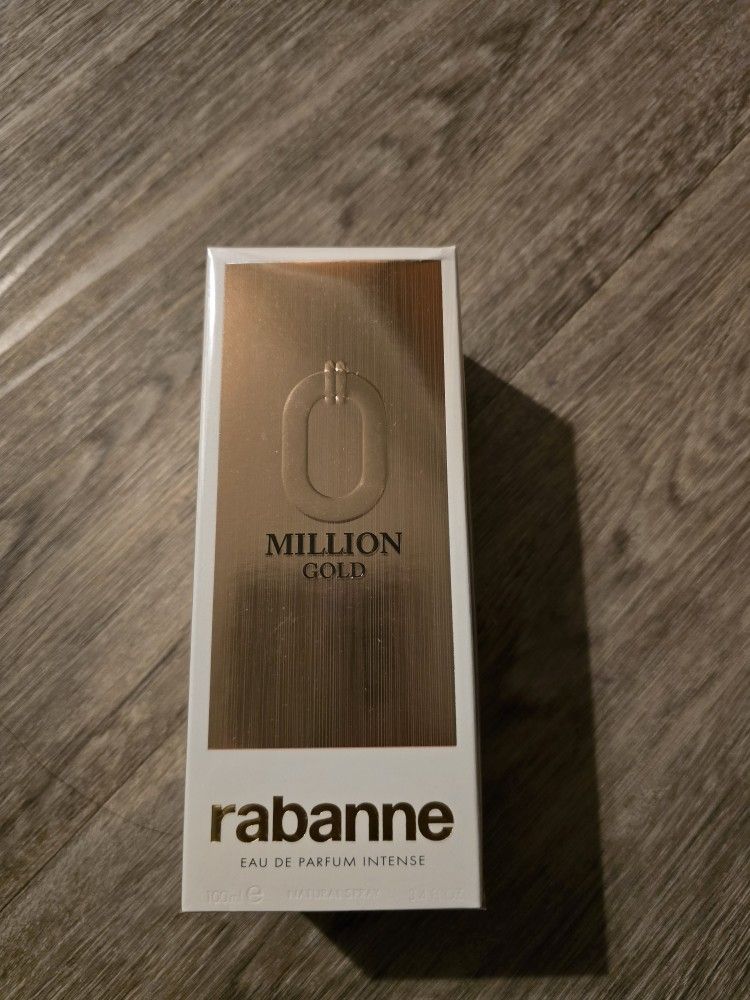 MILLION
GOLD
rabanne
EAU DE PARFUM INTENSE
100ml e NATURAL SPRAY